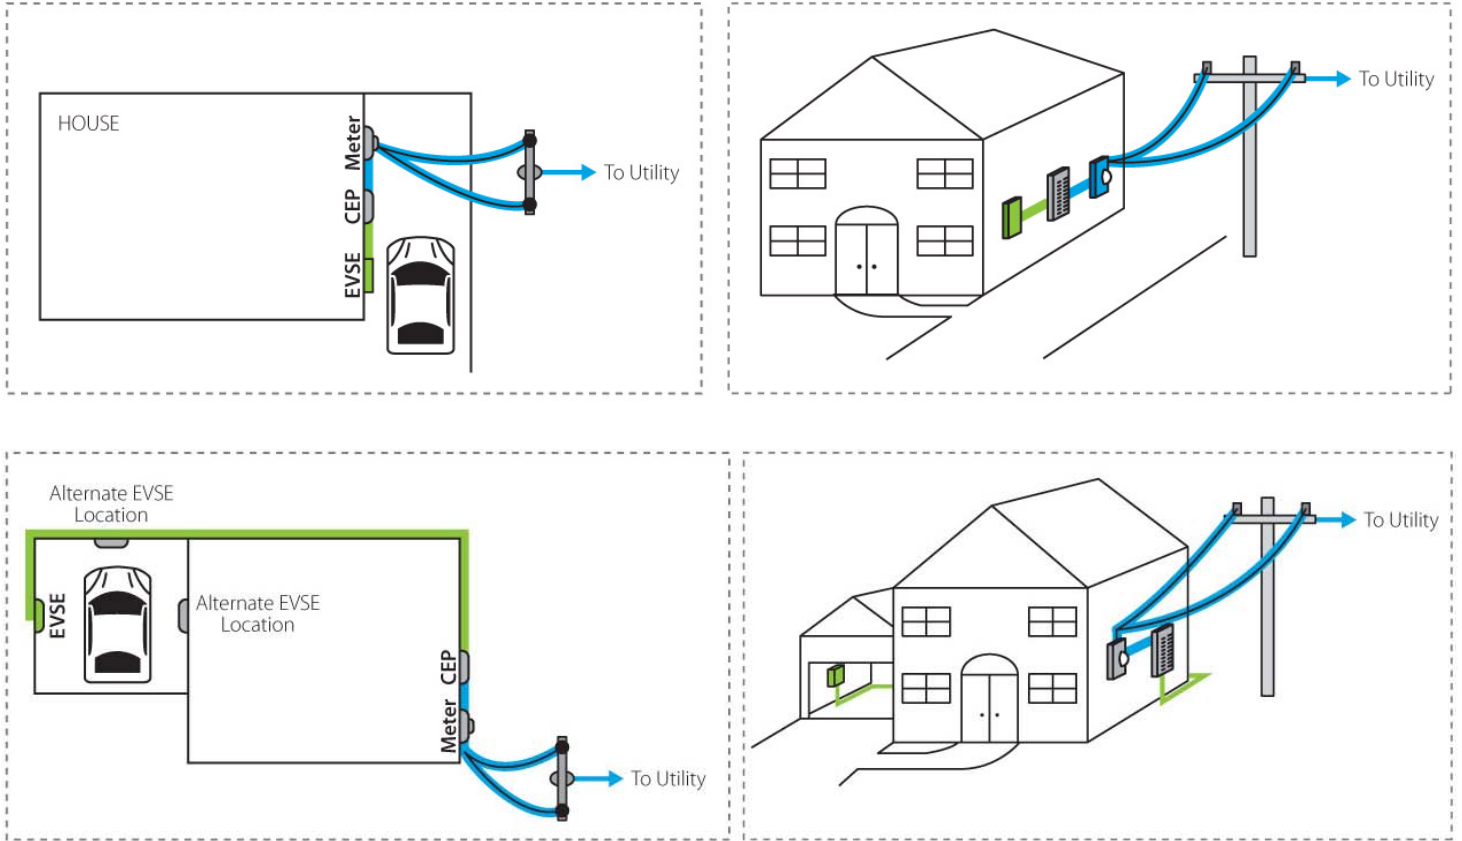 HOUSE
Meter
CEP
EVSE
To Utility
To Utility
Alternate EVSE
Location
EVSE
Alternate EVSE
Location
CEP
Meter
To Utility
To Utility